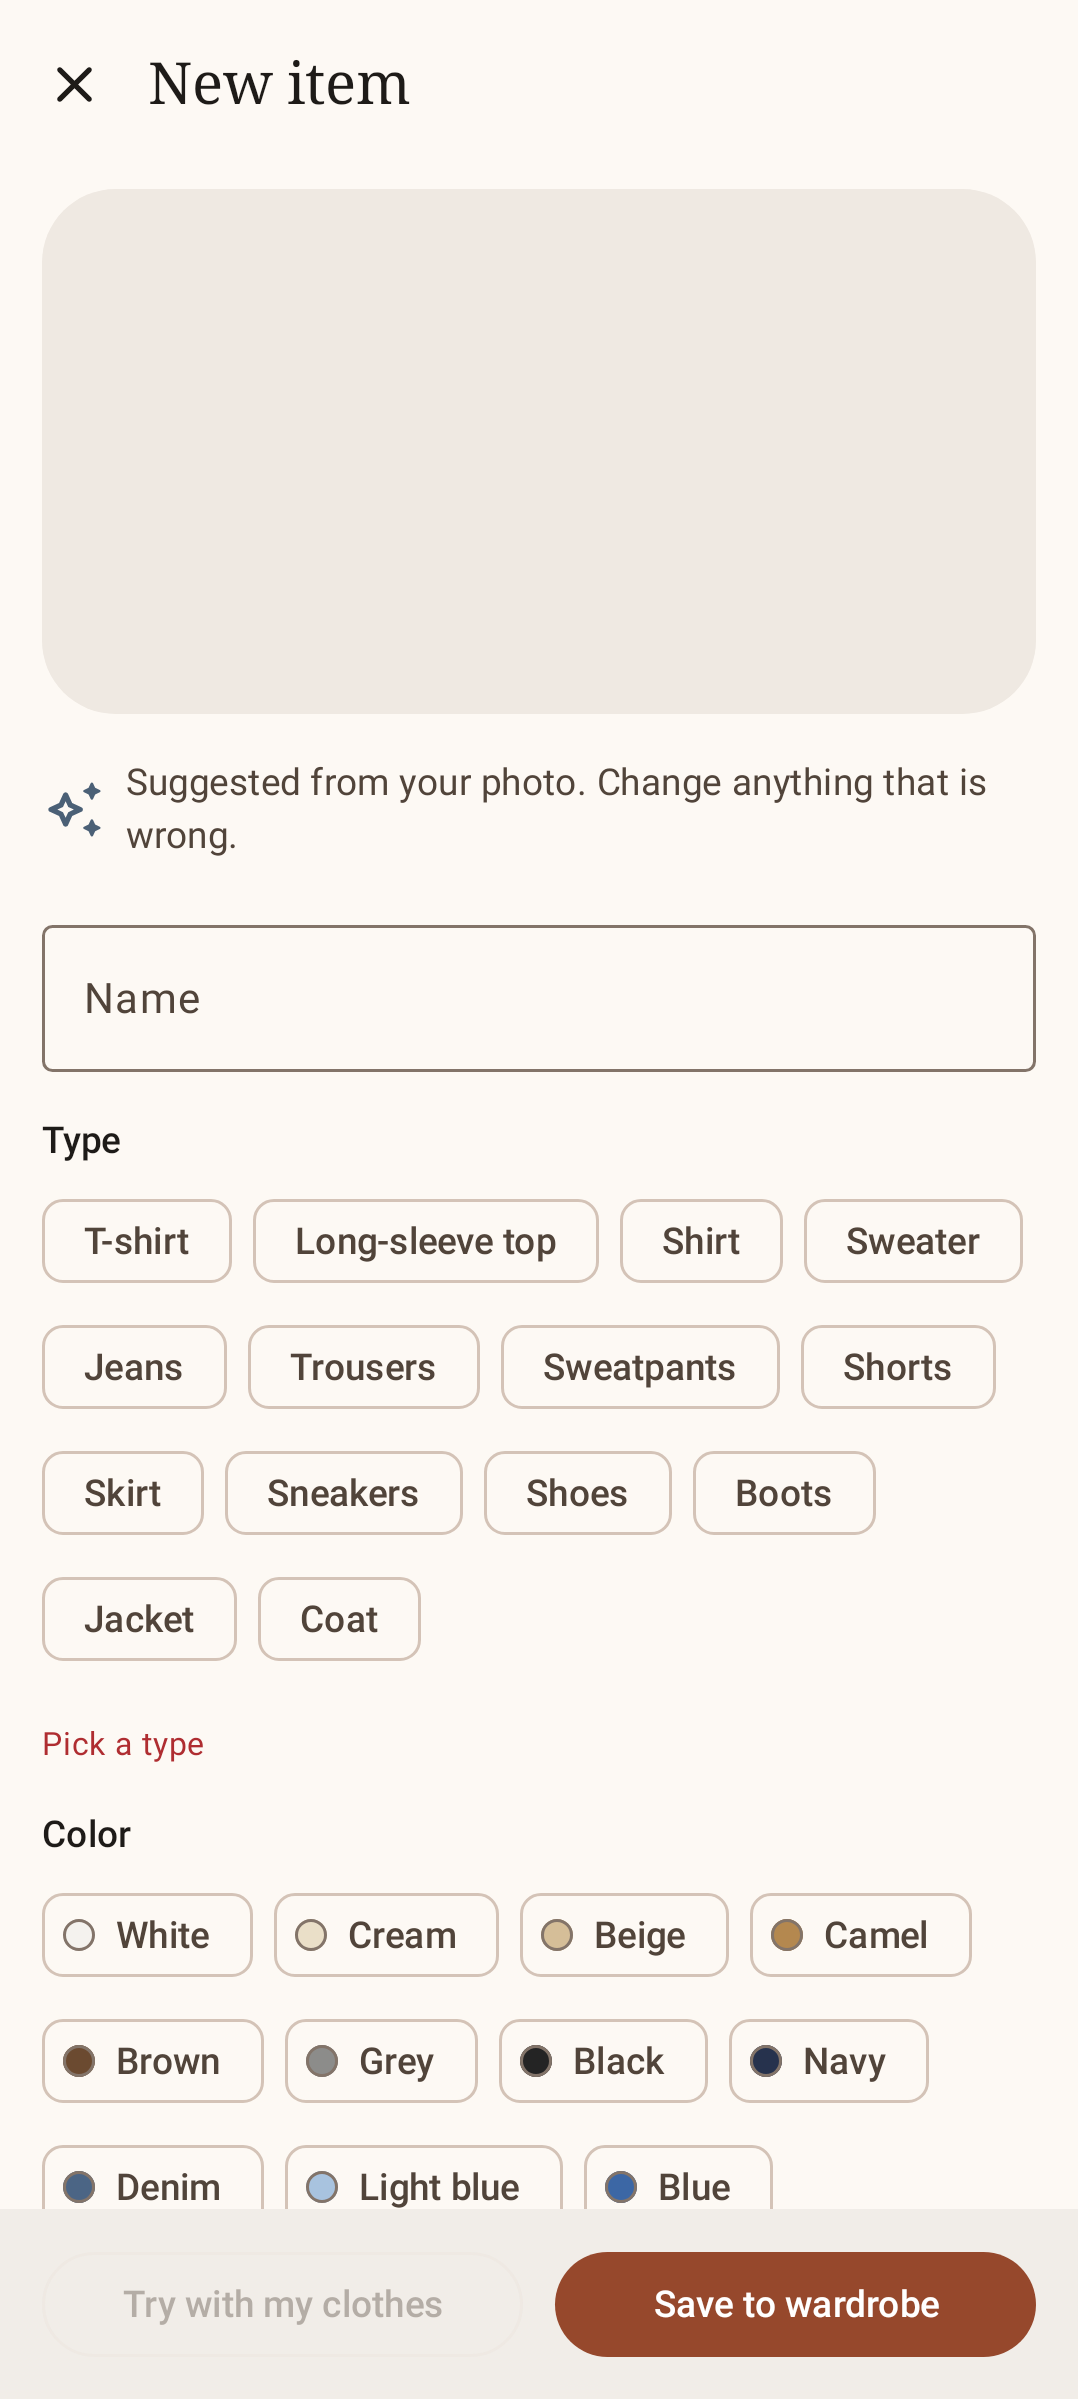 New item
Suggested from your photo. Change anything that is
wrong.
Name
Type
T-shirt Long-sleeve top Shirt Sweater
Jeans Trousers Sweatpants Shorts
Skirt Sneakers Shoes Boots
Jacket Coat
Pick a type
Color
White Cream Beige Camel
Brown Grey Black Navy
Denim Light blue Blue
Try with my clothes Save to wardrobe